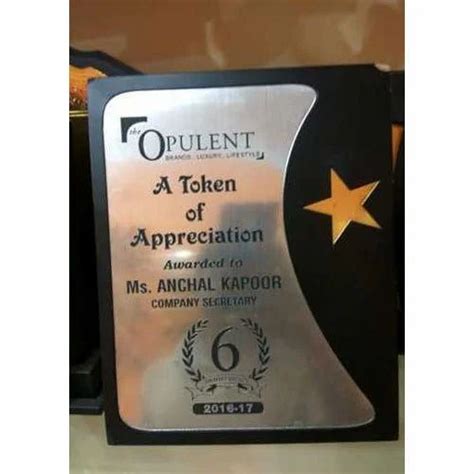 the OPULENT
BRANDS. LUXURY. LIFESTYLE
A Token
of
Appreciation
Awarded to
Ms. ANCHAL KAPOOR
COMPANY SECRETARY
6
2016-17